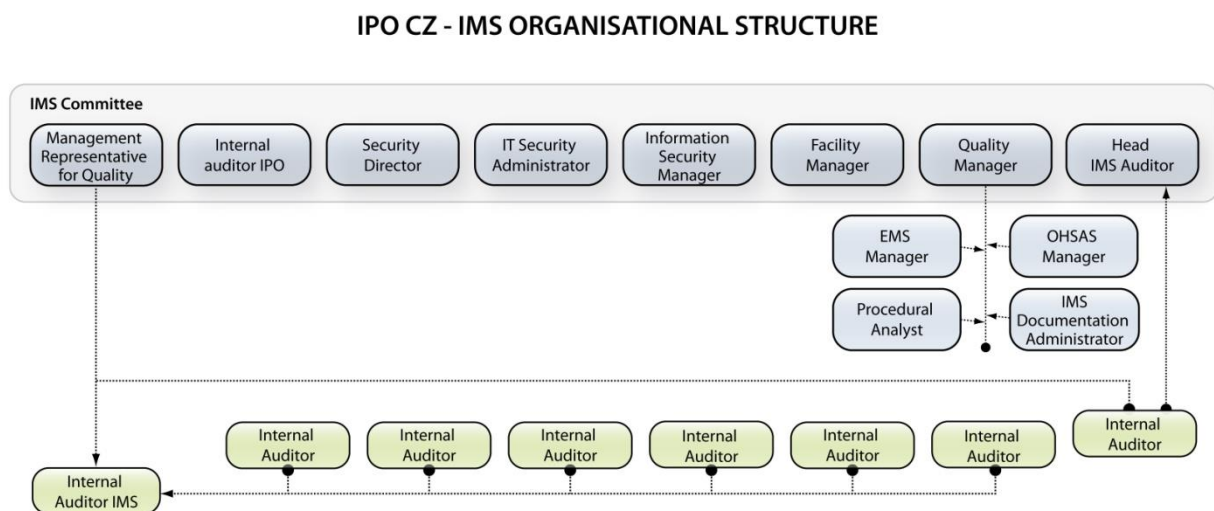 IPO CZ - IMS ORGANISATIONAL STRUCTURE
IMS Committee
Management
Representative
for Quality
Internal
auditor IPO
Security
Director
IT Security
Administrator
Information
Security
Manager
Facility
Manager
Quality
Manager
Head
IMS Auditor
EMS
Manager
OHSAS
Manager
Procedural
Analyst
IMS
Documentation
Administrator
Internal
Auditor
Internal
Auditor
Internal
Auditor
Internal
Auditor
Internal
Auditor
Internal
Auditor
Internal
Auditor
Internal
Auditor IMS